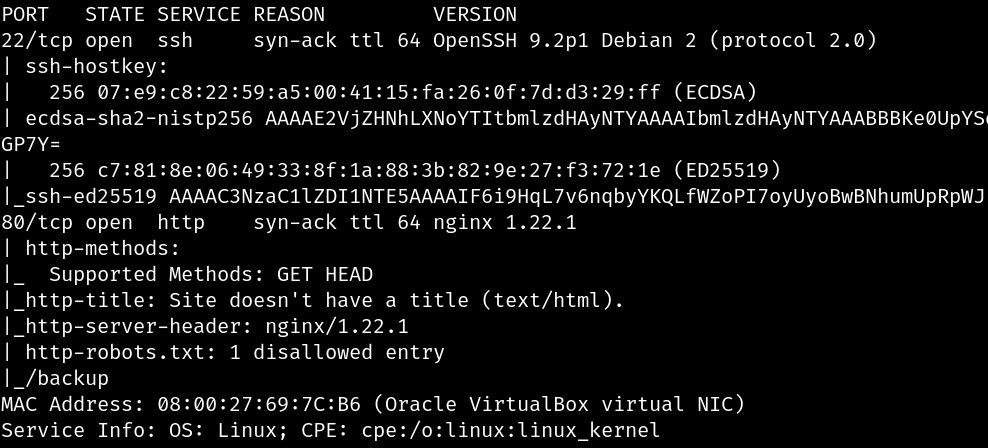 PORT   STATE SERVICE REASON         VERSION
22/tcp open  ssh     syn-ack ttl 64 OpenSSH 9.2p1 Debian 2 (protocol 2.0)
| ssh-hostkey:
|   256 07:e9:c8:22:59:a5:00:41:15:fa:26:0f:7d:d3:29:ff (ECDSA)
| ecdsa-sha2-nistp256 AAAAE2VjZHNhLXNoYTItbmlzdHAyNTYAAAAIbmlzdHAyNTYAAABBBKe0UpYS
GP7Y=
|   256 c7:81:8e:06:49:33:8f:1a:88:3b:82:9e:27:f3:72:1e (ED25519)
|_ssh-ed25519 AAAAC3NzaC1lZDI1NTE5AAAAIF6i9HqL7v6nqbyYKQLfWZoPI7oyUyoBwBNhumUpRpWJ
80/tcp open  http    syn-ack ttl 64 nginx 1.22.1
| http-methods:
|_  Supported Methods: GET HEAD
|_http-title: Site doesn't have a title (text/html).
|_http-server-header: nginx/1.22.1
| http-robots.txt: 1 disallowed entry
|_/backup
MAC Address: 08:00:27:69:7C:B6 (Oracle VirtualBox virtual NIC)
Service Info: OS: Linux; CPE: cpe:/o:linux:linux_kernel